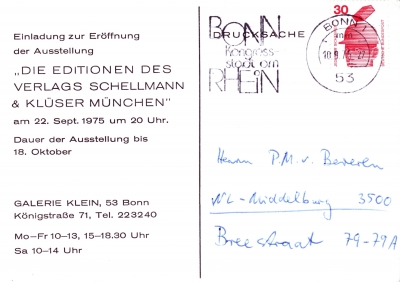 Einladung zur Eröffnung
der Ausstellung
„DIE EDITIONEN DES
VERLAGS SCHELLMANN
& KLÜSER MÜNCHEN"
am 22. Sept. 1975 um 20 Uhr.
Dauer der Ausstellung bis
18. Oktober
GALERIE KLEIN, 53 Bonn
Königstraße 71, Tel. 223240
Mo-Fr 10-13, 15-18.30 Uhr
Sa 10-14 Uhr
DRUCKSACHE
BONN
Kongress-
stadt am
RHEIN
30
BONN
53
Herrn P.M. v. Beveren
NL-Middelburg 3500
Breestraat 79-79A